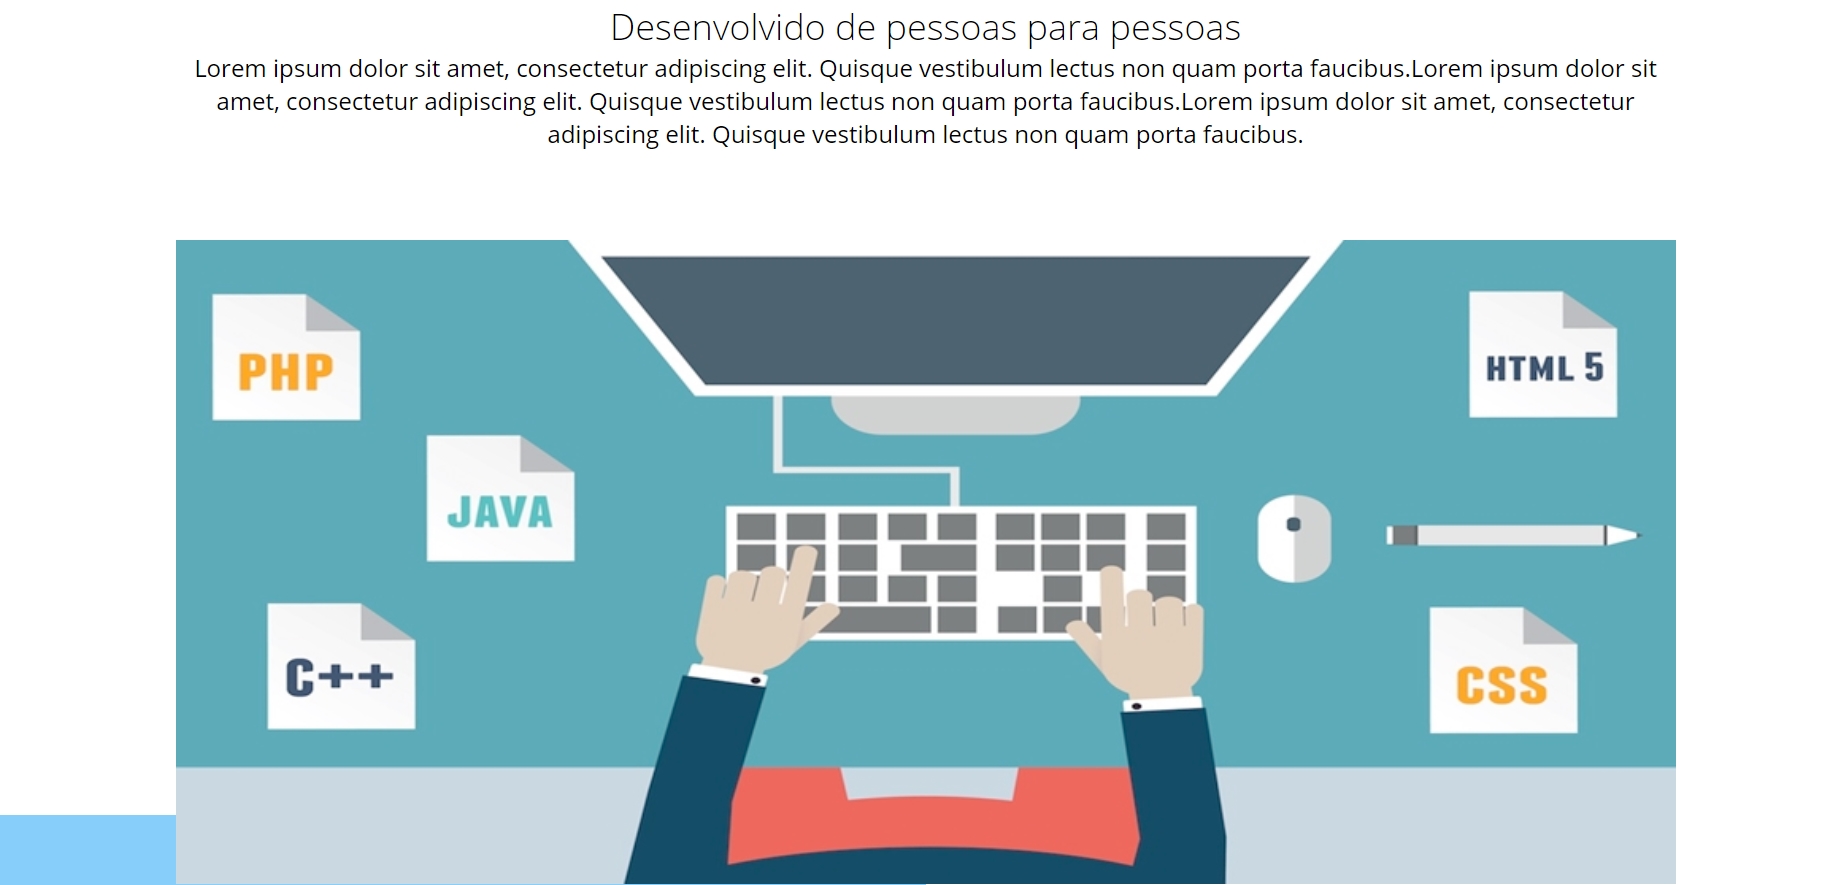 Desenvolvido de pessoas para pessoas
Lorem ipsum dolor sit amet, consectetur adipiscing elit. Quisque vestibulum lectus non quam porta faucibus.Lorem ipsum dolor sit
amet, consectetur adipiscing elit. Quisque vestibulum lectus non quam porta faucibus.Lorem ipsum dolor sit amet, consectetur
adipiscing elit. Quisque vestibulum lectus non quam porta faucibus.
PHP
HTML 5
JAVA
C++
CSS